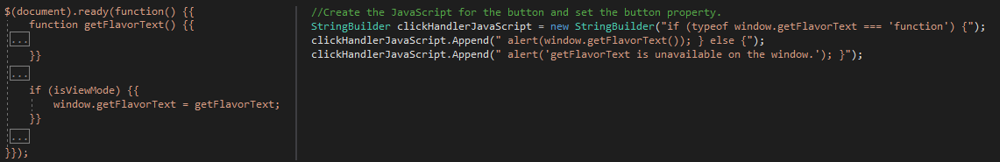 $(document).ready(function() {{
function getFlavorText() {{
...
}}
...
if (isViewMode) {{
window.getFlavorText = getFlavorText;
}}
...
}});
//Create the JavaScript for the button and set the button property.
StringBuilder clickHandlerJavaScript = new StringBuilder("if (typeof window.getFlavorText === 'function') {");
clickHandlerJavaScript.Append(" alert(window.getFlavorText()); } else {");
clickHandlerJavaScript.Append(" alert('getFlavorText is unavailable on the window.'); }");